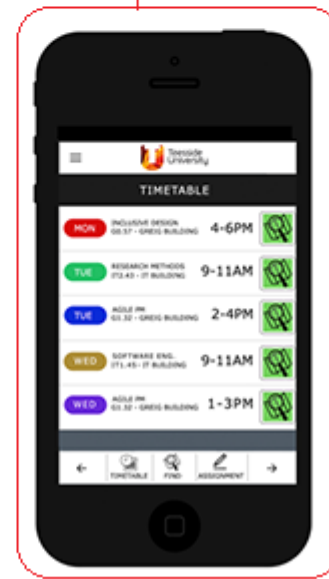 Teesside
University
TIMETABLE
MON INCLUSIVE DESIGN 4-6PM
G0.57 - GREIG BUILDING
TUE RESEARCH METHODS 9-11AM
IT2.43 - IT BUILDING
TUE AGILE PM 2-4PM
G1.32 - GREIG BUILDING
WED SOFTWARE ENG. 9-11AM
IT1.45- IT BUILDING
WED AGILE PM 1-3PM
G1.32 - GREIG BUILDING
TIMETABLE FIND ASSIGNMENT